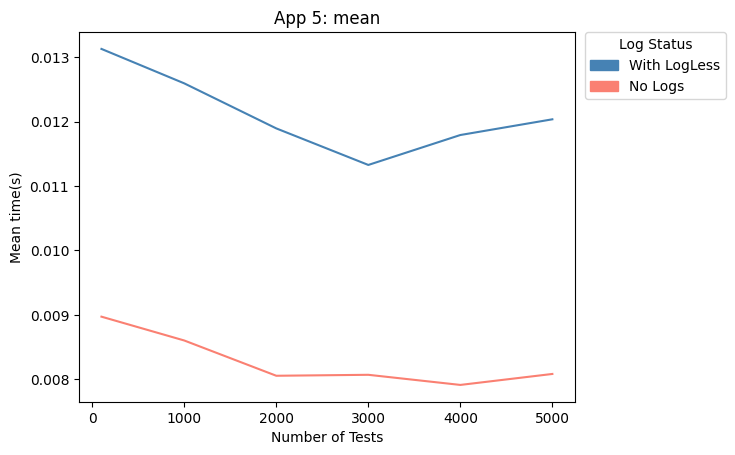 App 5: mean
Log Status
With LogLess
No Logs
0.013
0.012
0.011
0.010
0.009
0.008
Mean time(s)
0
1000
2000
3000
4000
5000
Number of Tests